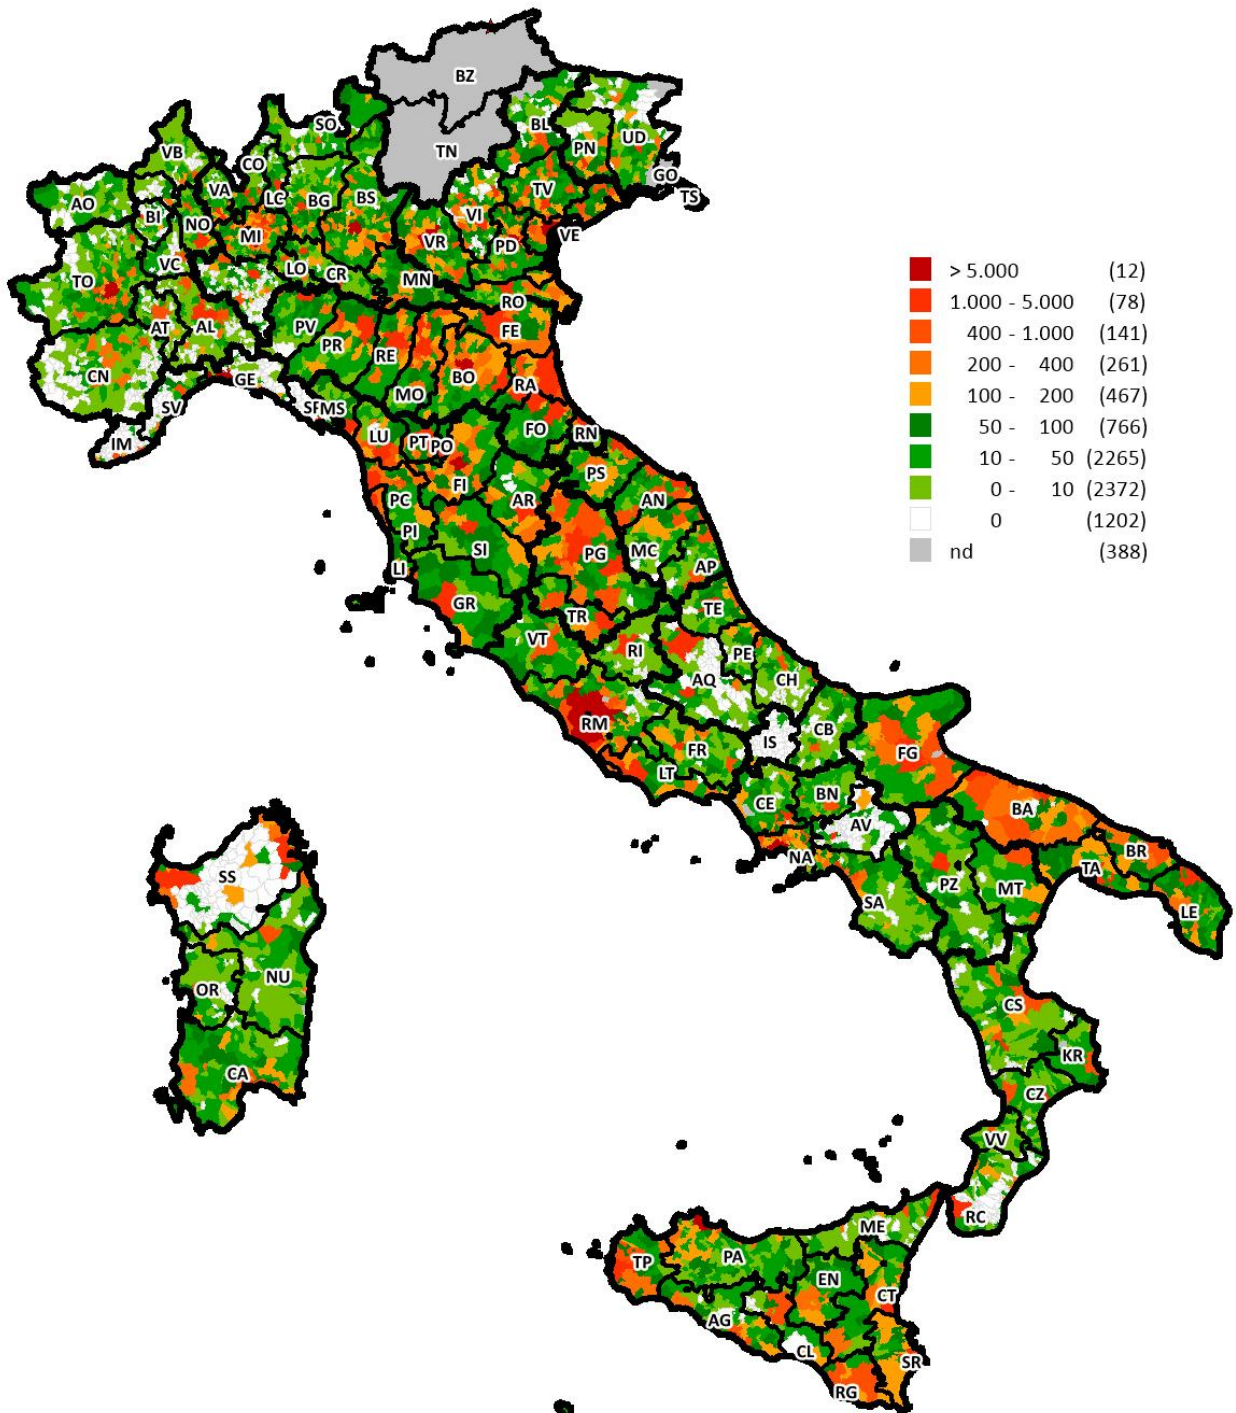 BZ
SO
BL
TN
PN
UD
VB
CO
VA
LC
BG
BS
GO
TS
AO
BI
NO
MI
VI
TV
VR
PD
VE
VC
LO
CR
MN
TO
RO
AT
AL
PV
PR
RE
FE
CN
GE
MO
BO
RA
SV
SP
MS
IM
LU
PT
PO
FO
RN
FI
PS
PC
AR
AN
PI
SI
PG
MC
LI
AP
GR
TR
TE
VT
RI
PE
AQ
CH
RM
CB
IS
FR
FG
LT
CE
BN
BA
AV
NA
BR
TA
PZ
MT
SS
SA
LE
NU
OR
CS
KR
CA
CZ
VV
RC
ME
TP
PA
EN
CT
AG
CL
SR
RG
> 5.000 (12)
1.000 - 5.000 (78)
400 - 1.000 (141)
200 - 400 (261)
100 - 200 (467)
50 - 100 (766)
10 - 50 (2265)
0 - 10 (2372)
0 (1202)
nd (388)